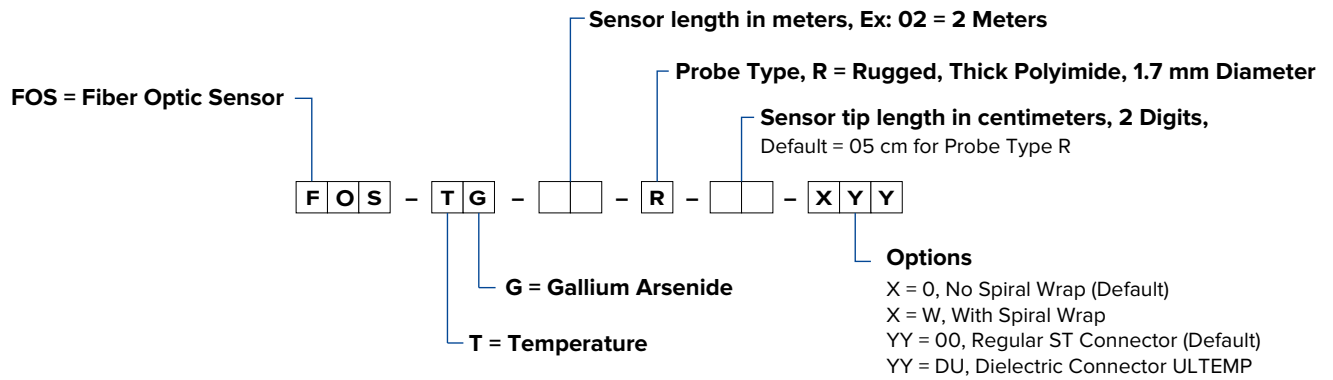 Sensor length in meters, Ex: 02 = 2 Meters
Probe Type, R = Rugged, Thick Polyimide, 1.7 mm Diameter
FOS = Fiber Optic Sensor
Sensor tip length in centimeters, 2 Digits,
Default = 05 cm for Probe Type R
F O S – T G – – R – – X Y Y
Options
G = Gallium Arsenide
X = 0, No Spiral Wrap (Default)
X = W, With Spiral Wrap
T = Temperature
YY = 00, Regular ST Connector (Default)
YY = DU, Dielectric Connector ULTEMP